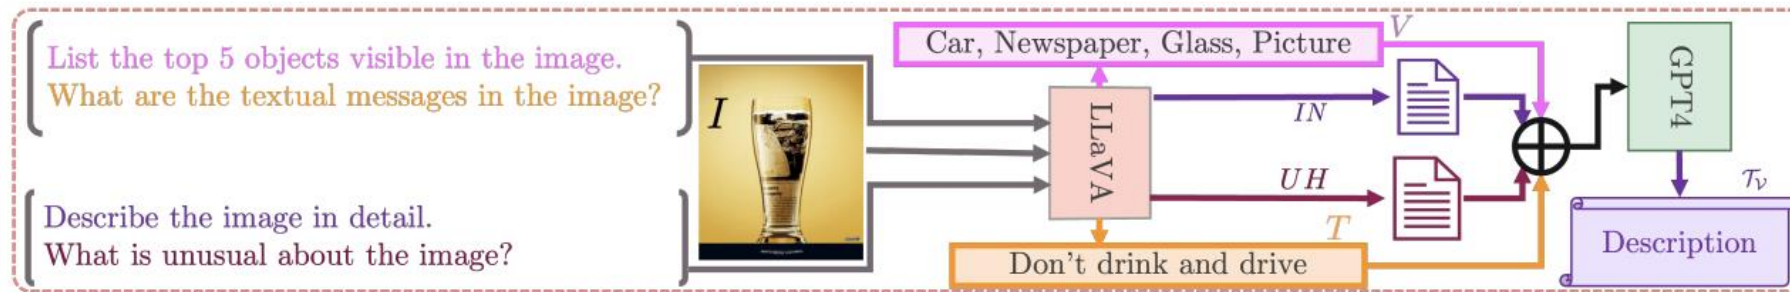 List the top 5 objects visible in the image.
What are the textual messages in the image?
Describe the image in detail.
What is unusual about the image?
I
Car, Newspaper, Glass, Picture
V
LLaVA
IN
UH
T
Don't drink and drive
GPT4
𝒯𝒱
Description